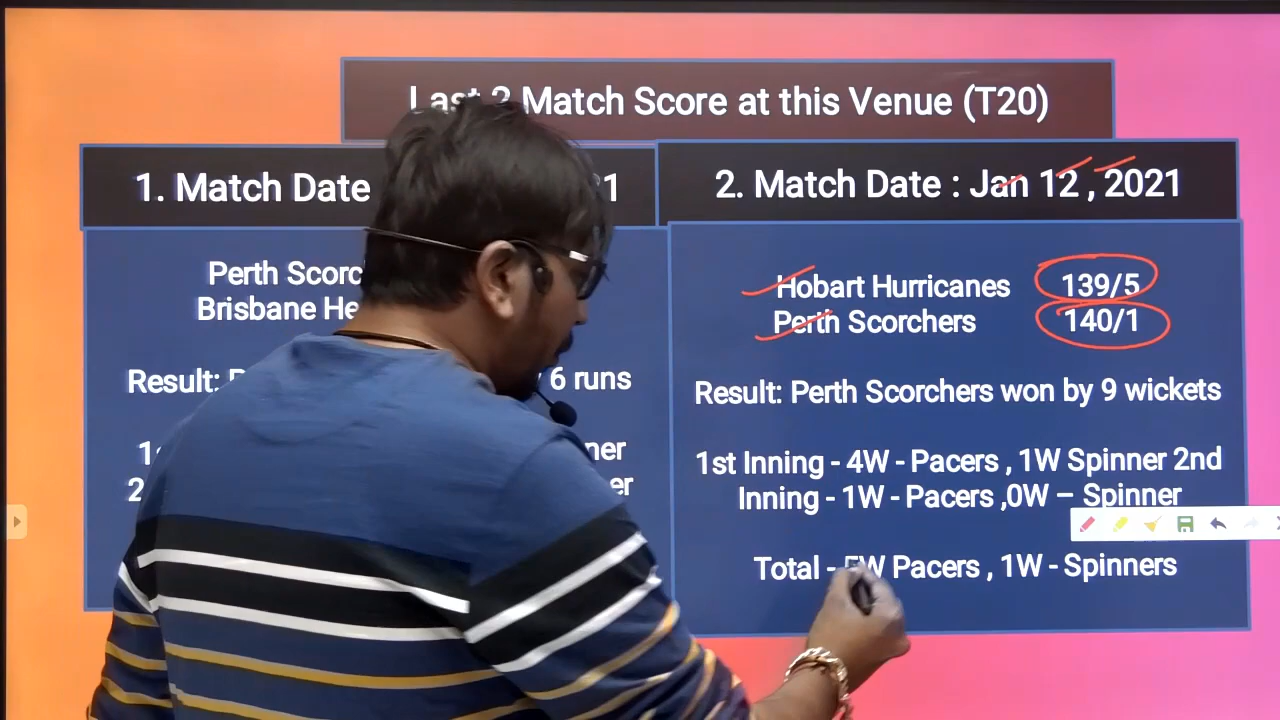 Last 2 Match Score at this Venue (T20)
1. Match Date
1
Perth
Brisbane
Result:
6 runs
2. Match Date : Jan 12 , 2021
Hobart Hurricanes 139/5
Perth Scorchers 140/1
Result: Perth Scorchers won by 9 wickets
1st Inning - 4W - Pacers , 1W Spinner 2nd
Inning - 1W - Pacers ,0W – Spinner
Total - 5W Pacers , 1W - Spinners